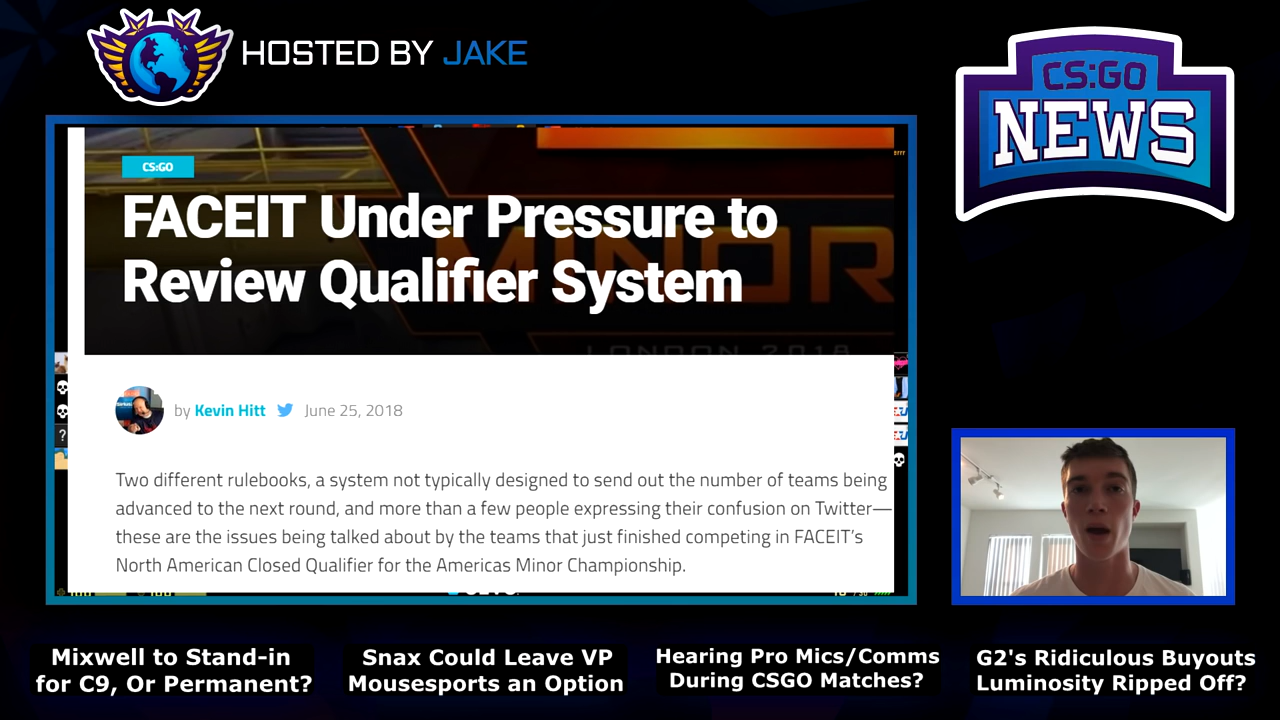 HOSTED BY JAKE
CS:GO
NEWS
CS:GO
FACEIT Under Pressure to
Review Qualifier System
MINOR
LONDON 2018
by Kevin Hitt June 25, 2018
Two different rulebooks, a system not typically designed to send out the number of teams being
advanced to the next round, and more than a few people expressing their confusion on Twitter—
these are the issues being talked about by the teams that just finished competing in FACEIT's
North American Closed Qualifier for the Americas Minor Championship.
Mixwell to Stand-in
for C9, Or Permanent?
Snax Could Leave VP
Mousesports an Option
Hearing Pro Mics/Comms
During CSGO Matches?
G2's Ridiculous Buyouts
Luminosity Ripped Off?